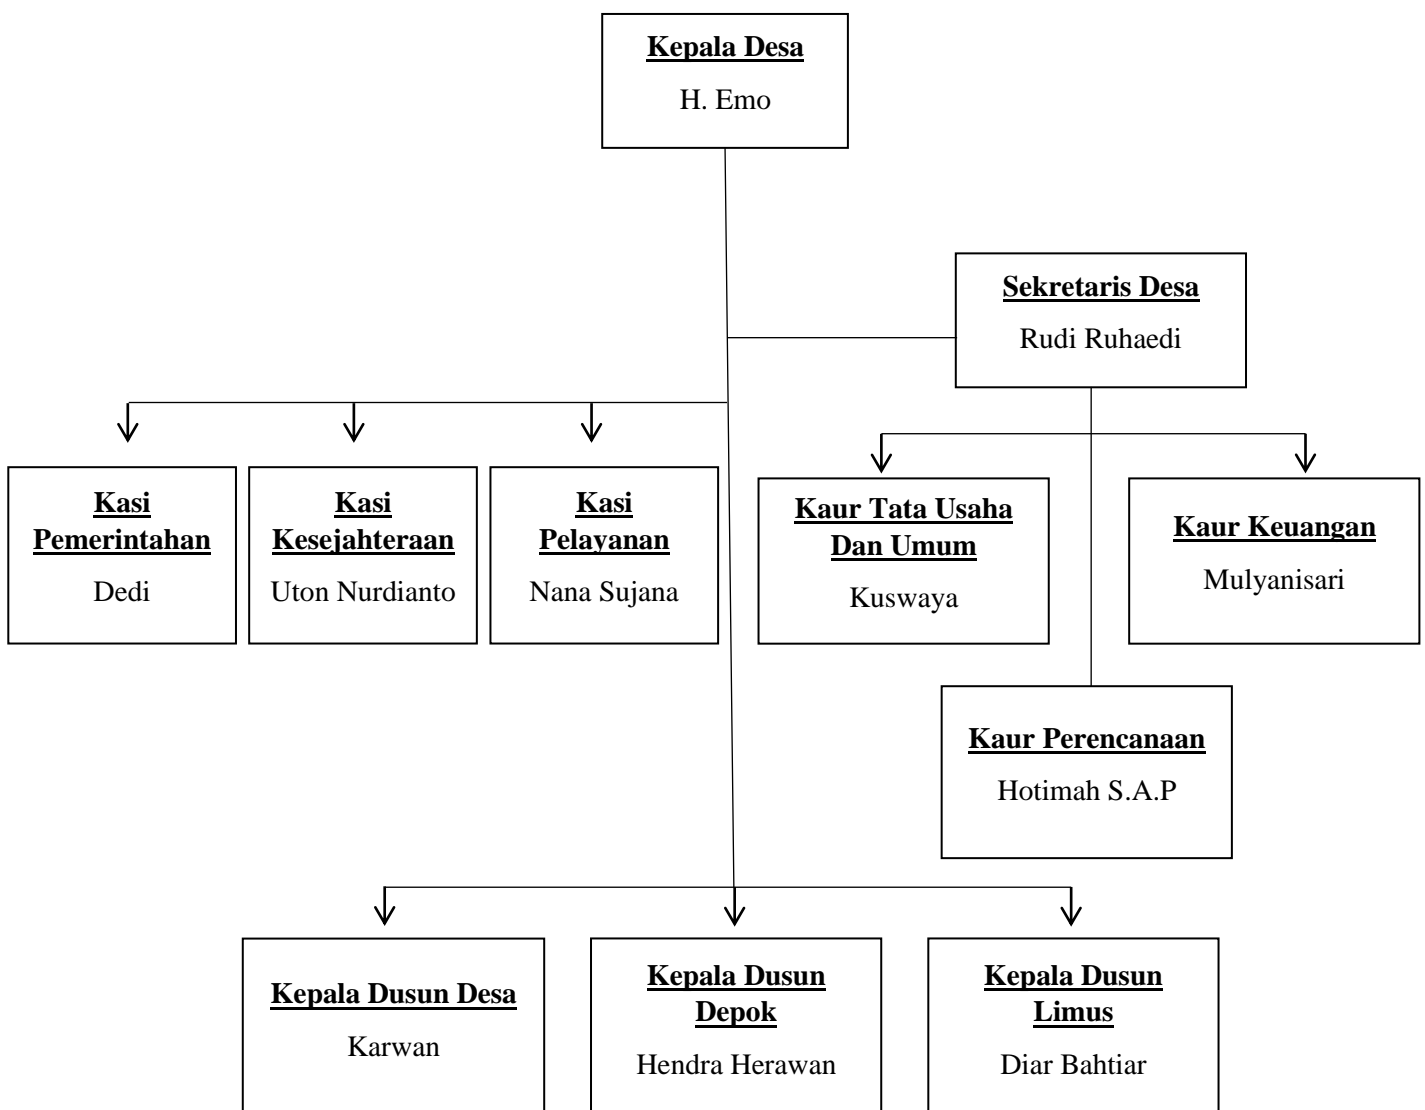 Kepala Desa
H. Emo
Sekretaris Desa
Rudi Ruhaedi
Kasi
Pemerintahan
Dedi
Kasi
Kesejahteraan
Uton Nurdianto
Kasi
Pelayanan
Nana Sujana
Kaur Tata Usaha
Dan Umum
Kuswaya
Kaur Keuangan
Mulyanisari
Kaur Perencanaan
Hotimah S.A.P
Kepala Dusun Desa
Karwan
Kepala Dusun
Depok
Hendra Herawan
Kepala Dusun
Limus
Diar Bahtiar